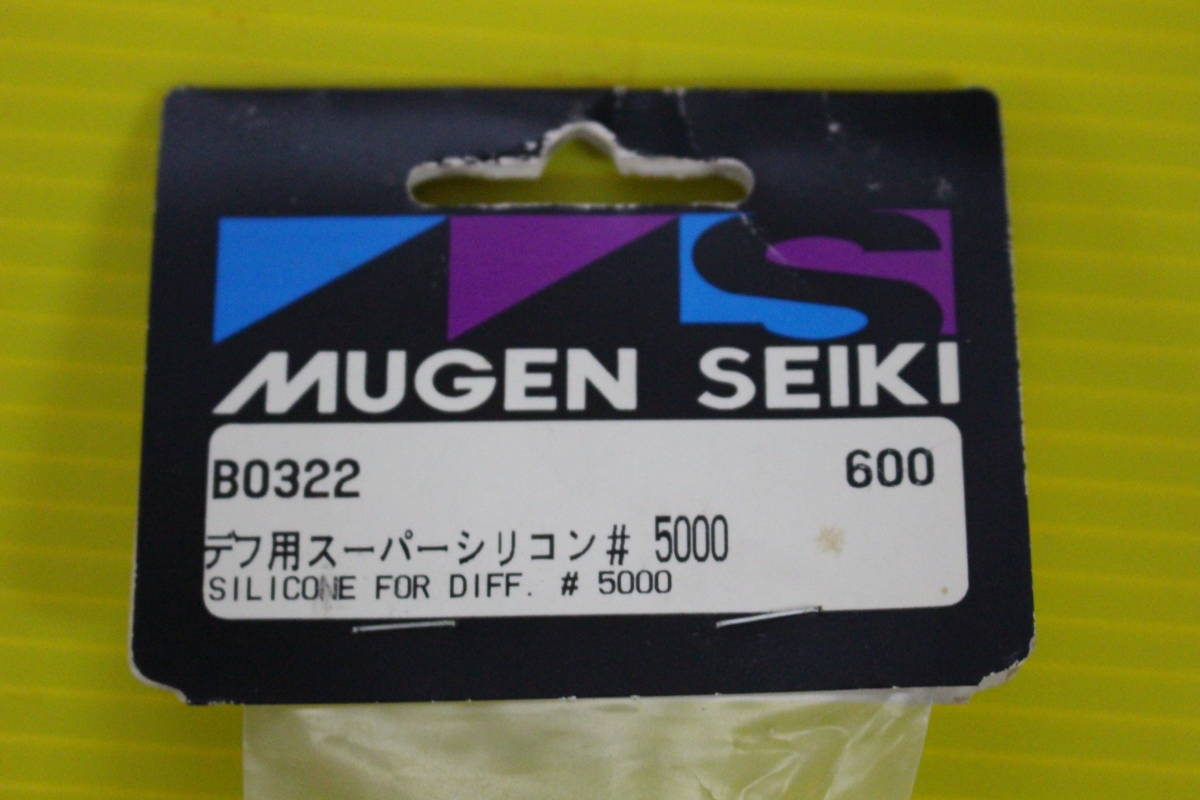 MUGEN SEIKI
B0322 600
デフ用スーパーシリコン# 5000
SILICONE FOR DIFF. # 5000